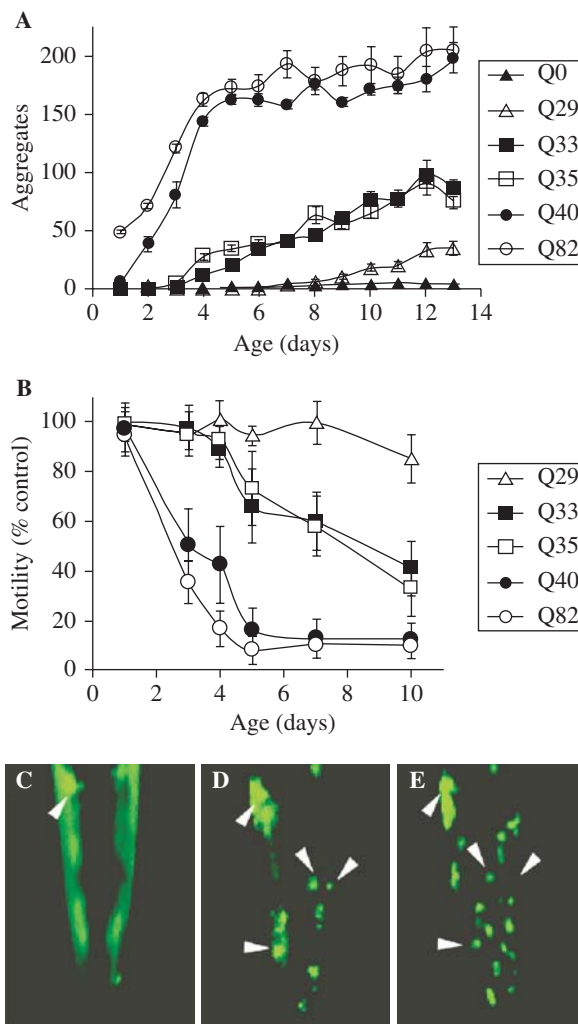 A
Aggregates
200
150
100
50
0
0 2 4 6 8 10 12 14
Age (days)
Q0
Q29
Q33
Q35
Q40
Q82
B
Motility (% control)
100
80
60
40
20
0
0 2 4 6 8 10
Age (days)
Q29
Q33
Q35
Q40
Q82
C D E